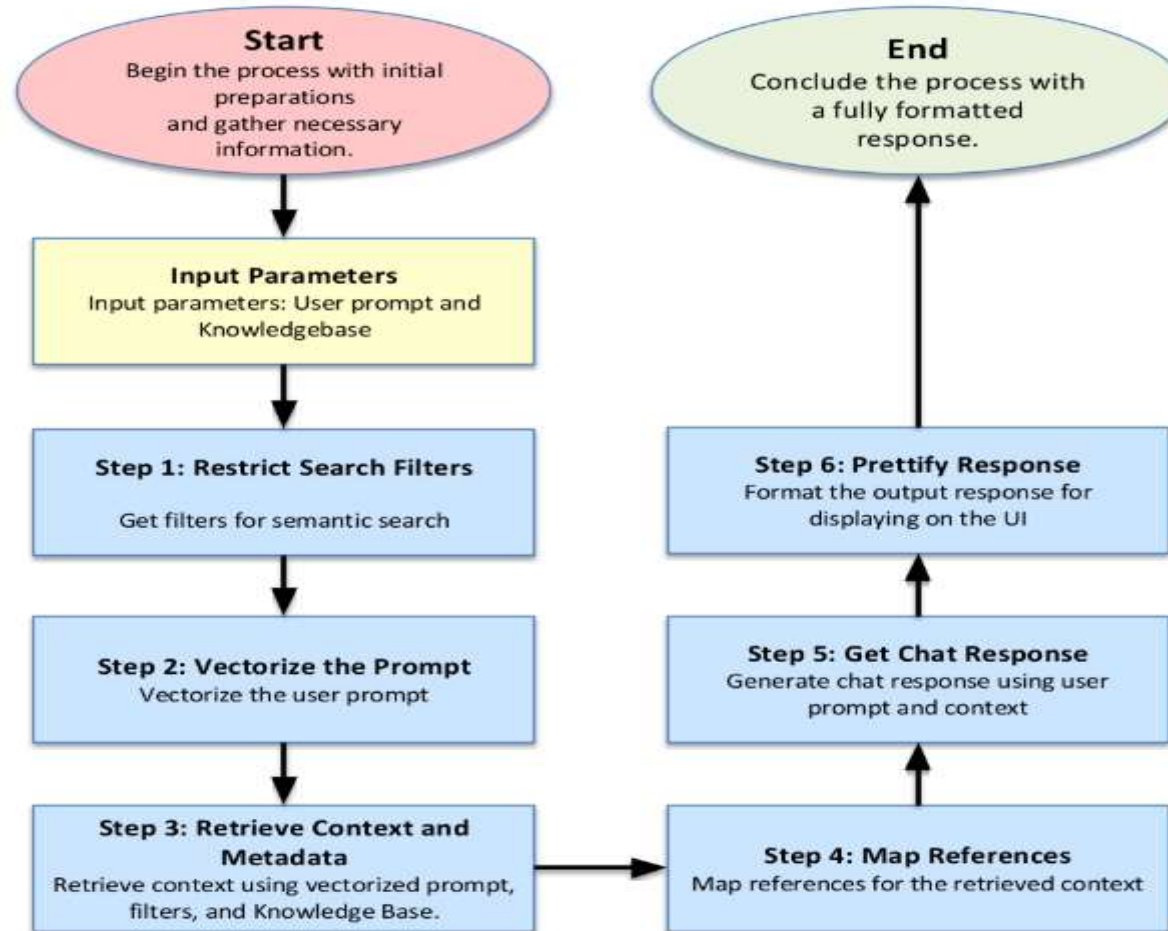 Start
Begin the process with initial
preparations
and gather necessary
information.
Input Parameters
Input parameters: User prompt and
Knowledgebase
Step 1: Restrict Search Filters
Get filters for semantic search
Step 2: Vectorize the Prompt
Vectorize the user prompt
Step 3: Retrieve Context and
Metadata
Retrieve context using vectorized prompt,
filters, and Knowledge Base.
Step 4: Map References
Map references for the retrieved context
Step 5: Get Chat Response
Generate chat response using user
prompt and context
Step 6: Prettify Response
Format the output response for
displaying on the UI
End
Conclude the process with
a fully formatted
response.